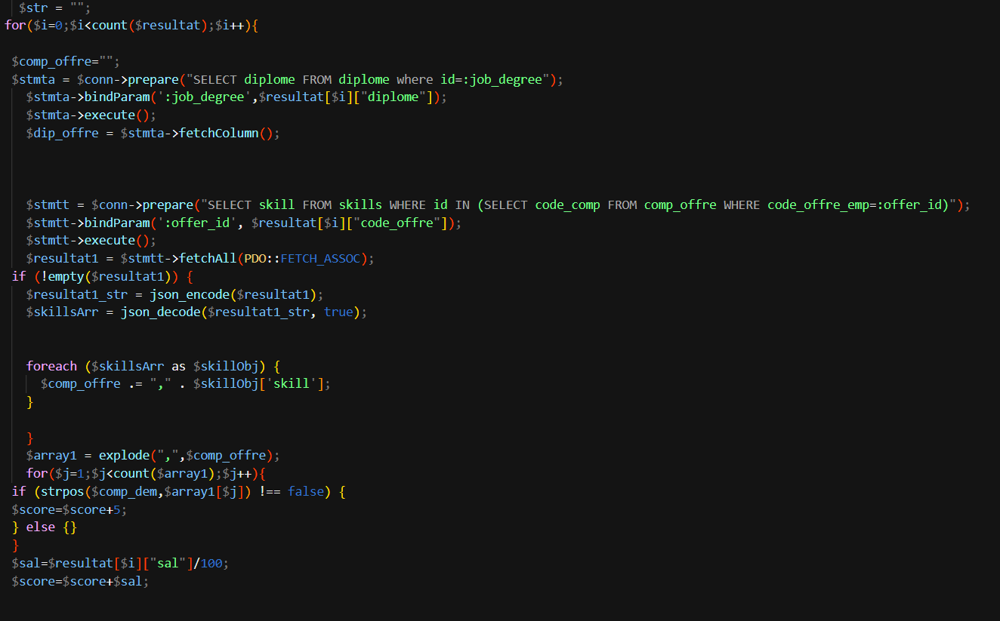 $str = "";
for($i=0;$i<count($resultat);$i++){
$comp_offre="";
$stmta = $conn->prepare("SELECT diplome FROM diplome where id=:job_degree");
$stmta->bindParam(':job_degree',$resultat[$i]["diplome"]);
$stmta->execute();
$dip_offre = $stmta->fetchColumn();
$stmtt = $conn->prepare("SELECT skill FROM skills WHERE id IN (SELECT code_comp FROM comp_offre WHERE code_offre_emp=:offer_id)");
$stmtt->bindParam(':offer_id', $resultat[$i]["code_offre"]);
$stmtt->execute();
$resultat1 = $stmtt->fetchAll(PDO::FETCH_ASSOC);
if (!empty($resultat1)) {
$resultat1_str = json_encode($resultat1);
$skillsArr = json_decode($resultat1_str, true);
foreach ($skillsArr as $skillObj) {
$comp_offre .= "," . $skillObj['skill'];
}
}
$array1 = explode(",",$comp_offre);
for($j=1;$j<count($array1);$j++){
if (strpos($comp_dem,$array1[$j]) !== false) {
$score=$score+5;
} else {}
}
$sal=$resultat[$i]["sal"]/100;
$score=$score+$sal;